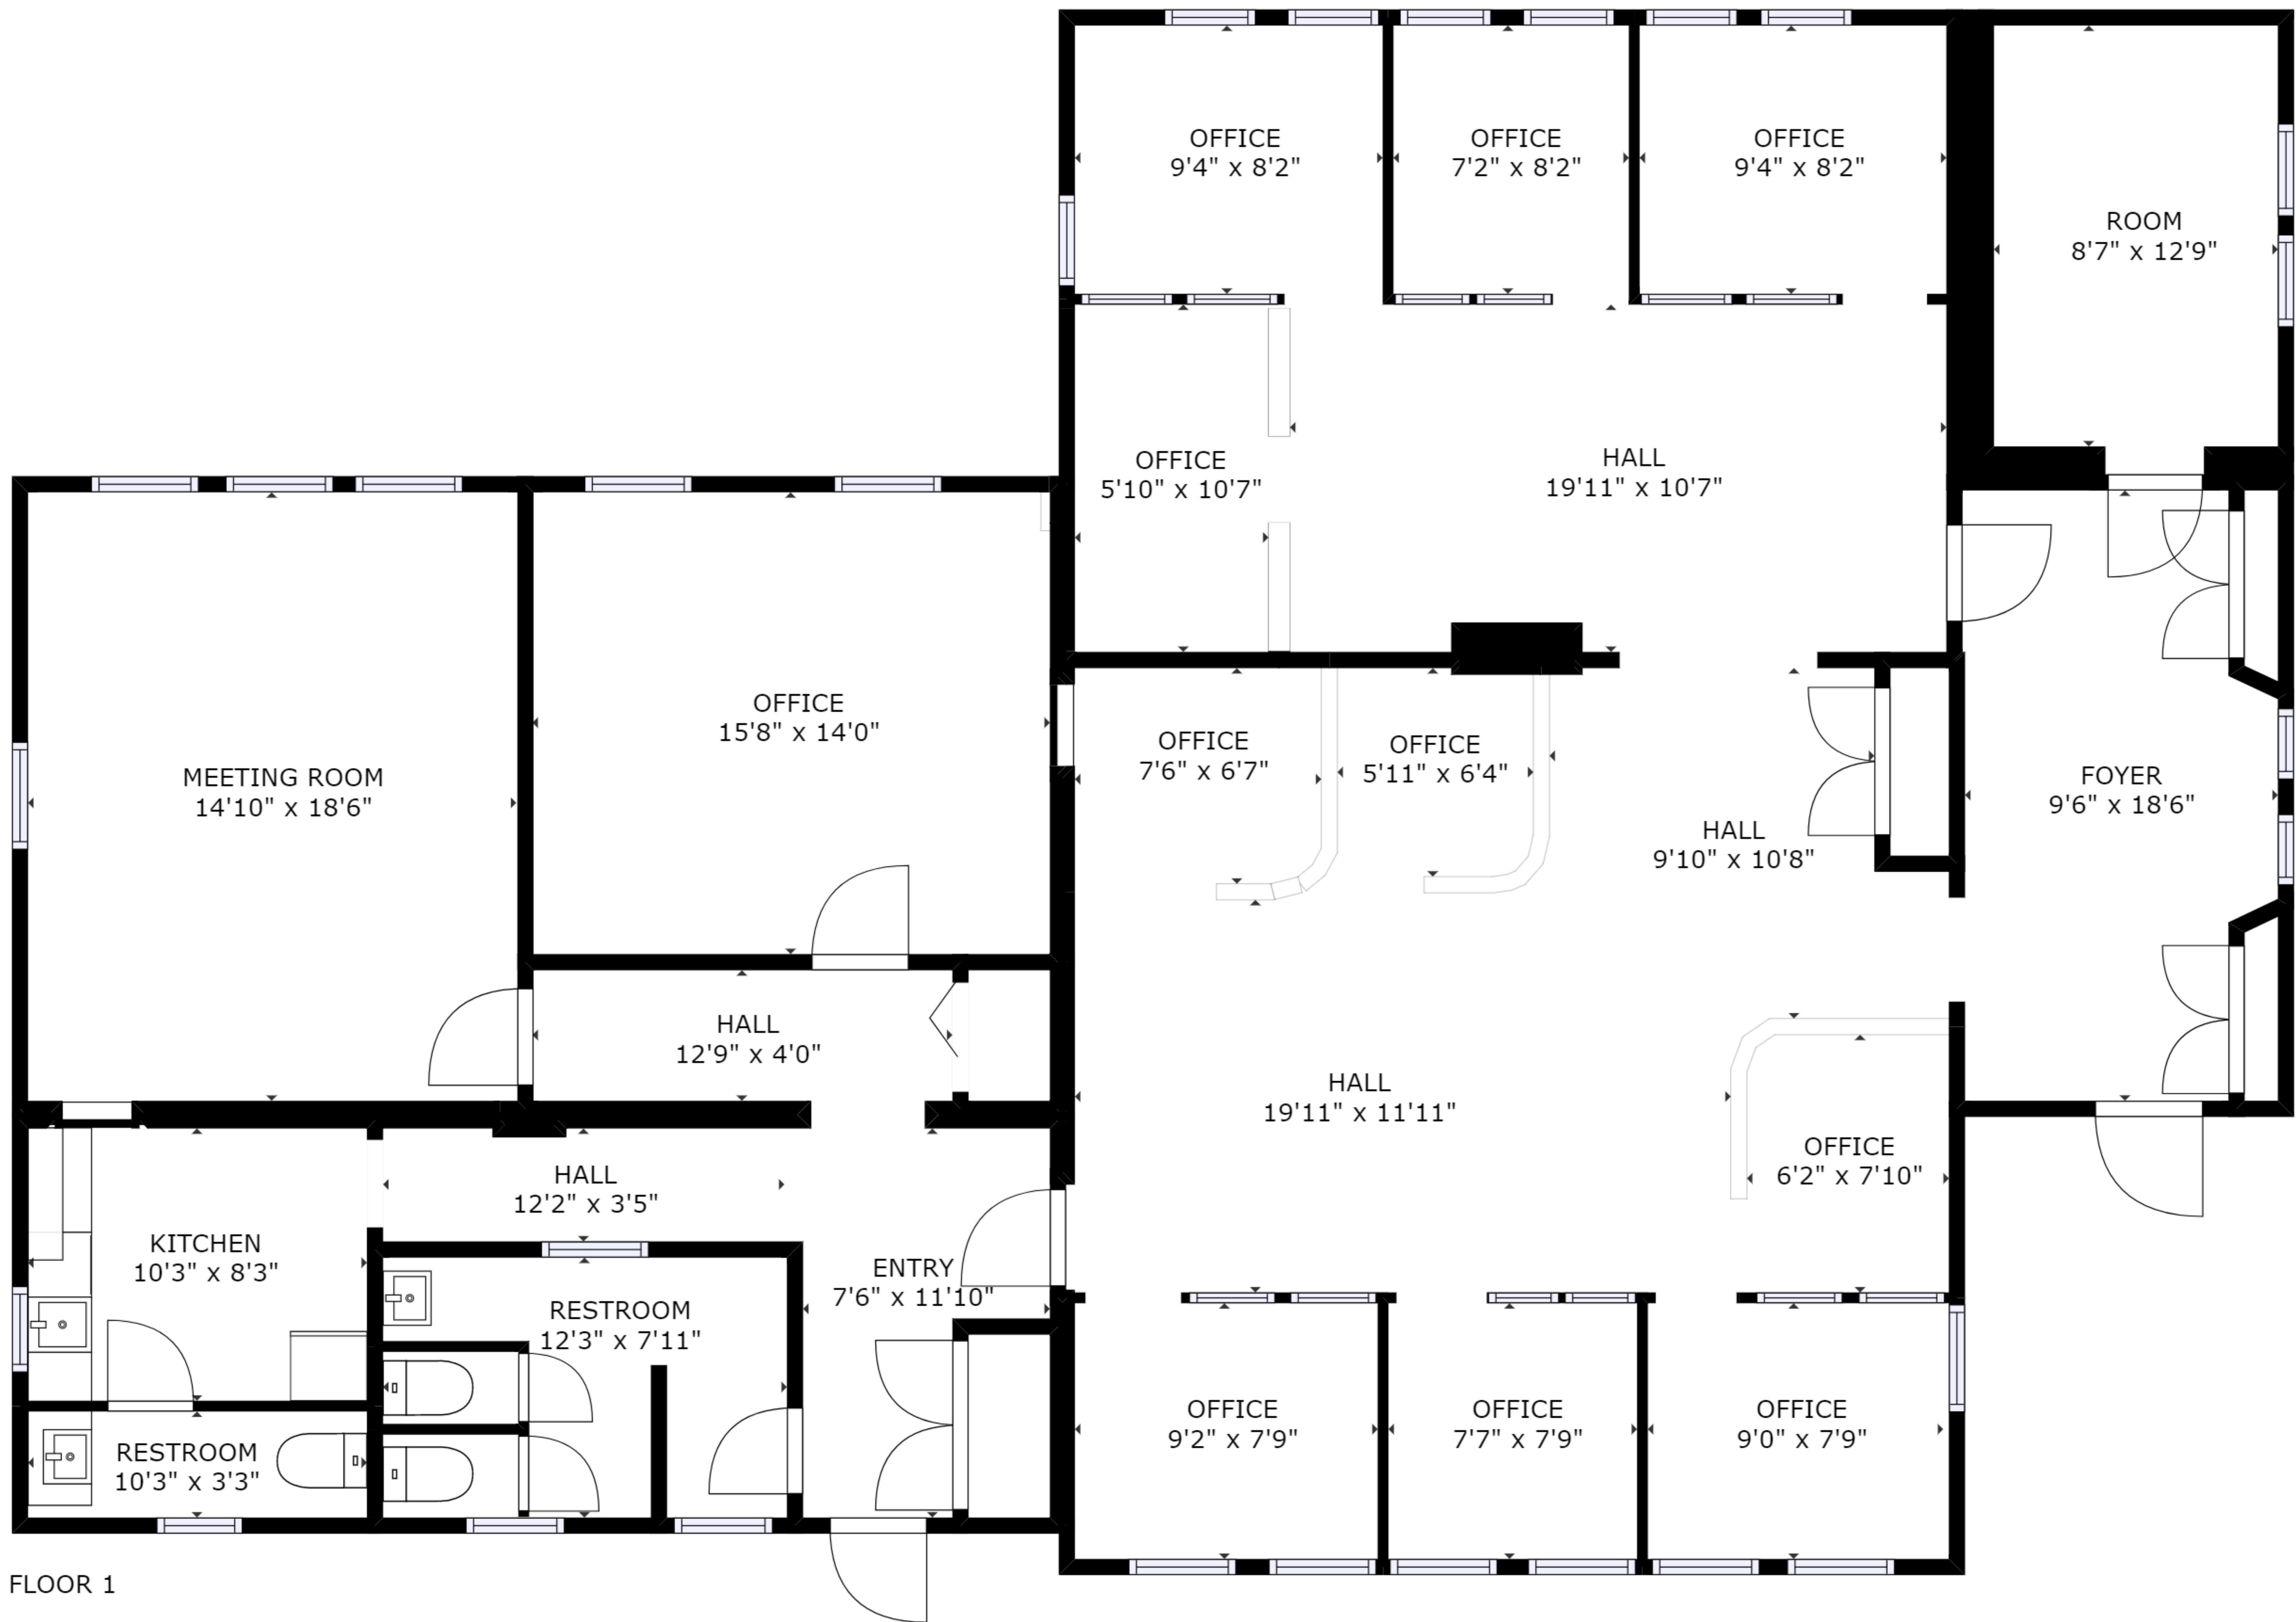 OFFICE
9'4" x 8'2"
OFFICE
7'2" x 8'2"
OFFICE
9'4" x 8'2"
ROOM
8'7" x 12'9"
OFFICE
5'10" x 10'7"
HALL
19'11" x 10'7"
MEETING ROOM
14'10" x 18'6"
OFFICE
15'8" x 14'0"
OFFICE
7'6" x 6'7"
OFFICE
5'11" x 6'4"
HALL
9'10" x 10'8"
FOYER
9'6" x 18'6"
HALL
12'9" x 4'0"
HALL
19'11" x 11'11"
OFFICE
6'2" x 7'10"
HALL
12'2" x 3'5"
KITCHEN
10'3" x 8'3"
ENTRY
7'6" x 11'10"
RESTROOM
12'3" x 7'11"
RESTROOM
10'3" x 3'3"
OFFICE
9'2" x 7'9"
OFFICE
7'7" x 7'9"
OFFICE
9'0" x 7'9"
FLOOR 1